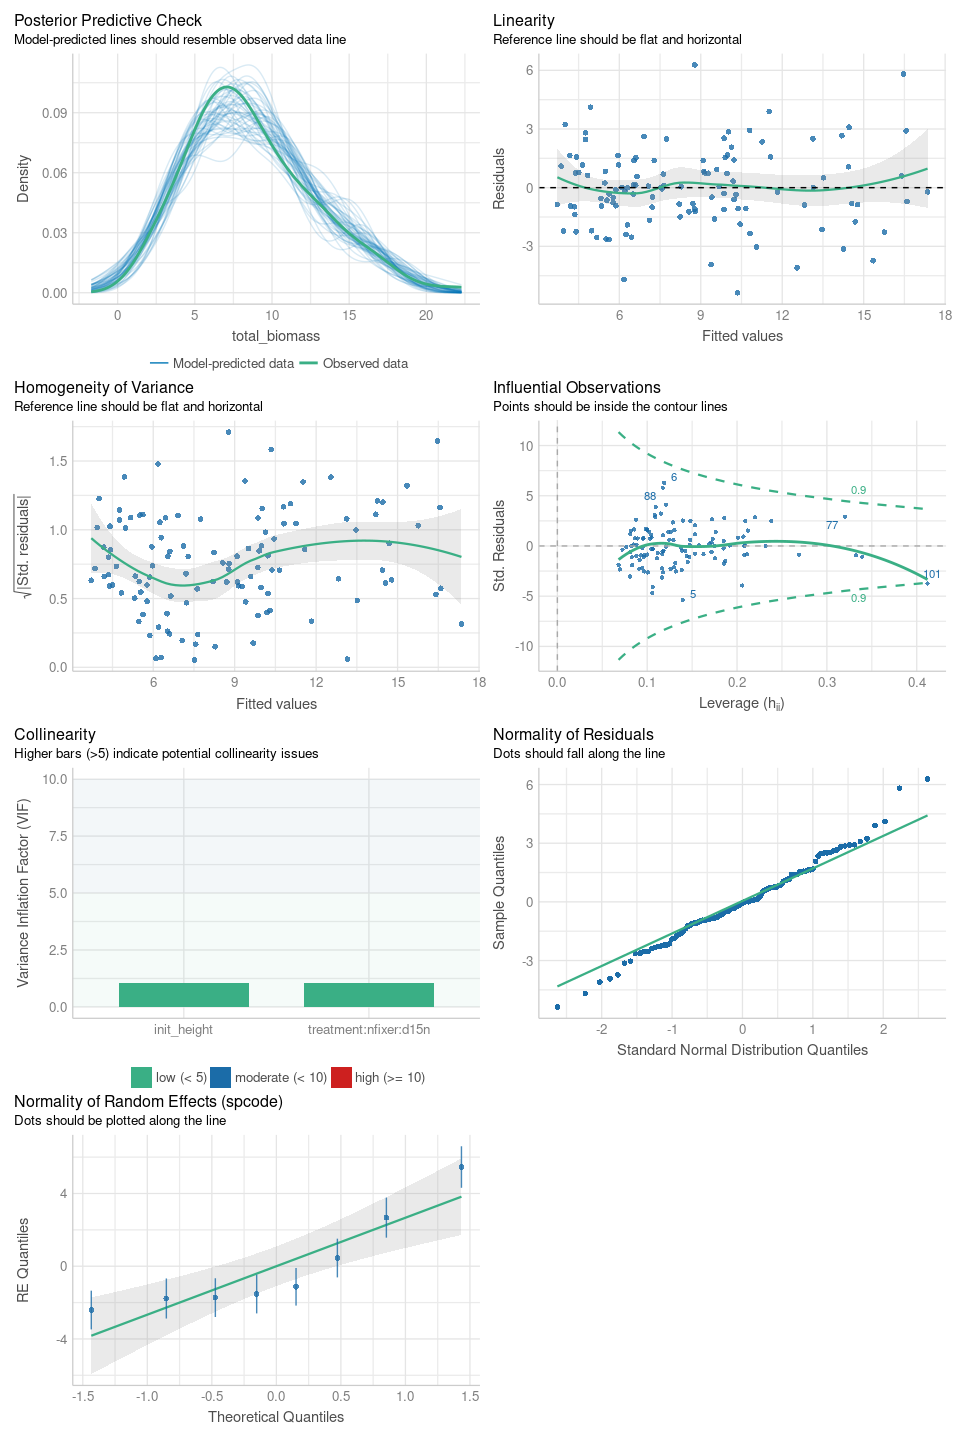 Posterior Predictive Check
Model-predicted lines should resemble observed data line
0.09
0.06
0.03
0.00
Density
0
5
10
15
20
total_biomass
Model-predicted data
Observed data
Linearity
Reference line should be flat and horizontal
6
3
0
-3
Residuals
6
9
12
15
18
Fitted values
Homogeneity of Variance
Reference line should be flat and horizontal
1.5
1.0
0.5
0.0
√|Std. residuals|
6
9
12
15
18
Fitted values
Influential Observations
Points should be inside the contour lines
10
5
0
-5
-10
Std. Residuals
6
88
0.9
77
101
5
0.9
0.0
0.1
0.2
0.3
0.4
Leverage (hii)
Collinearity
Higher bars (>5) indicate potential collinearity issues
10.0
7.5
5.0
2.5
0.0
Variance Inflation Factor (VIF)
init_height
treatment:nfixer:d15n
low (< 5)
moderate (< 10)
high (>= 10)
Normality of Residuals
Dots should fall along the line
6
3
0
-3
Sample Quantiles
-2
-1
0
1
2
Standard Normal Distribution Quantiles
Normality of Random Effects (spcode)
Dots should be plotted along the line
4
0
-4
RE Quantiles
-1.5
-1.0
-0.5
0.0
0.5
1.0
1.5
Theoretical Quantiles